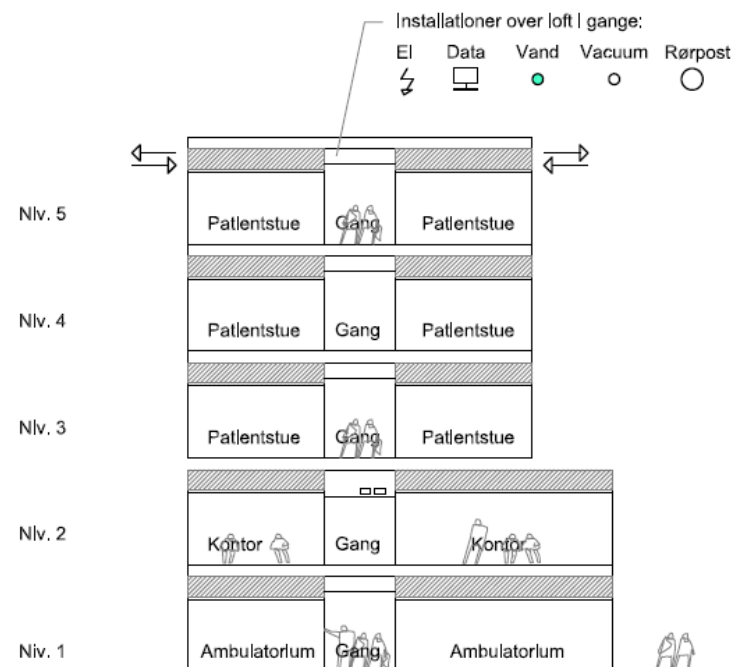 Installationer over loft i gange:
El Data Vand Vacuum Rørpost
Niv. 5 Patientstue Gang Patientstue
Niv. 4 Patientstue Gang Patientstue
Niv. 3 Patientstue Gang Patientstue
Niv. 2 Kontor Gang Kontor
Niv. 1 Ambulatorium Gang Ambulatorium